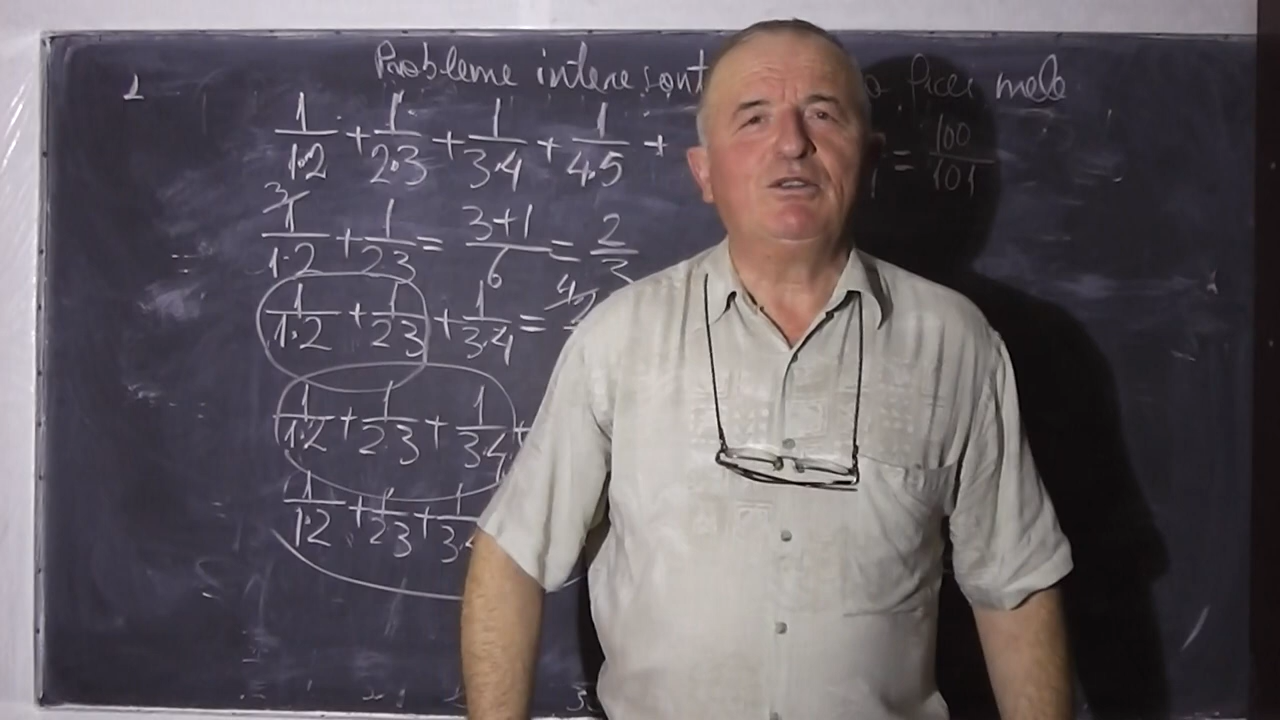 Probleme interesant fiicei mele
1
1/1·2 + 1/2·3 + 1/3·4 + 1/4·5 + = 100/101
3 1/1·2 + 1/2·3 = 3+1/6 = 2/3
1/1·2 + 1/2·3 + 1/3·4 =
1/1·2 + 1/2·3 + 1/3·4 +
1/1·2 + 1/2·3 + 1/3·